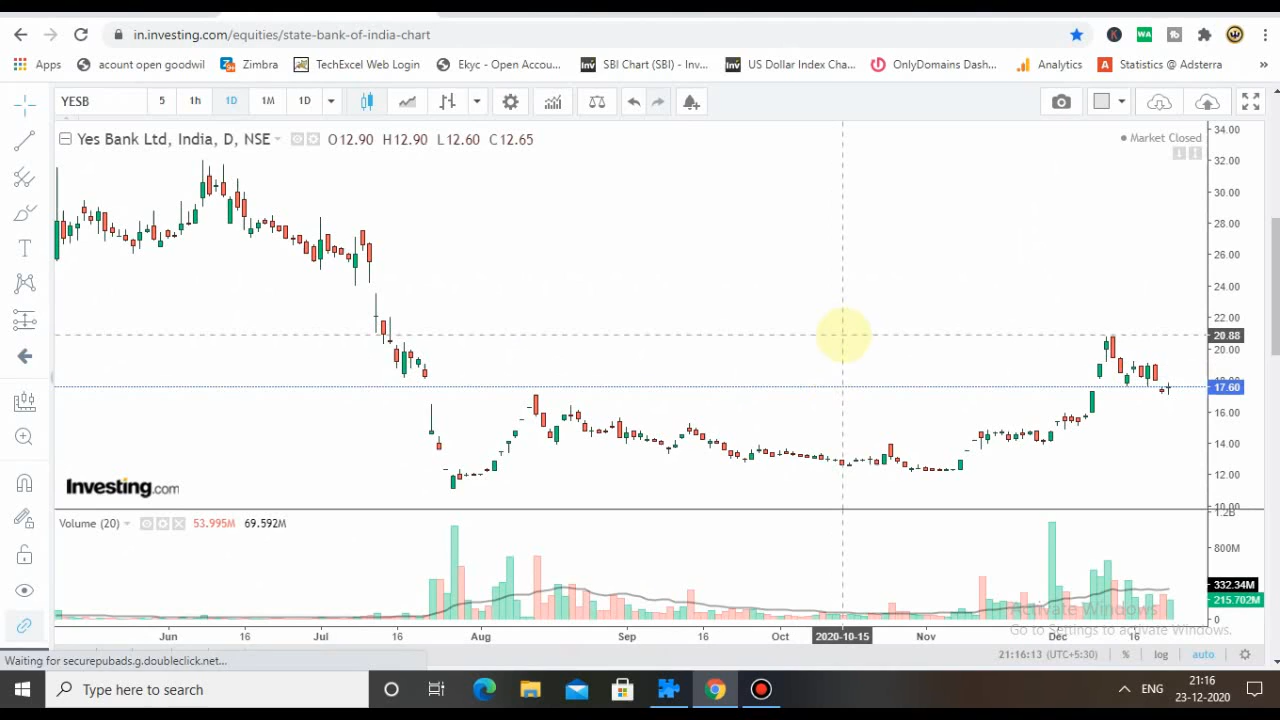 in.investing.com/equities/state-bank-of-india-chart
Apps acount open goodwil Zimbra TechExcel Web Login Ekyc - Open Accou... SBI Chart (SBI) - Inv... US Dollar Index Cha... OnlyDomains Dash... Analytics Statistics @ Adsterra »
YESB 5 1h 1D 1M 1D
Yes Bank Ltd, India, D, NSE O12.90 H12.90 L12.60 C12.65
Market Closed
34.00
32.00
30.00
28.00
26.00
24.00
22.00
20.88
20.00
18.00
17.60
16.00
14.00
12.00
10.00
Investing.com
Volume (20) 53.995M 69.592M
1.2B
800M
332.34M
215.702M
0
Activate Windows
Go to Settings to activate Windows.
Jun 16 Jul 16 Aug Sep 16 Oct 2020-10-15 Nov Dec 16
21:16:13 (UTC+5:30) % log auto
Waiting for securepubads.g.doubleclick.net...
Type here to search
ENG
21:16
23-12-2020